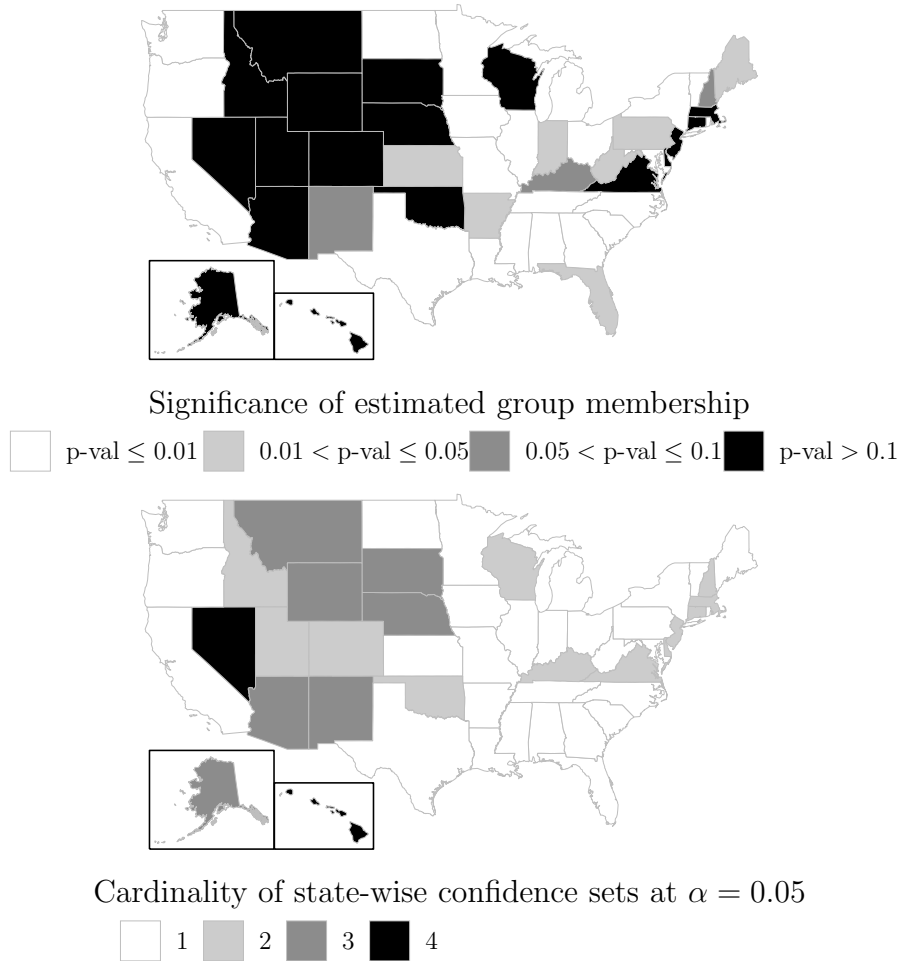 Significance of estimated group membership
p-val ≤ 0.01 0.01 < p-val ≤ 0.05 0.05 < p-val ≤ 0.1 p-val > 0.1
Cardinality of state-wise confidence sets at α = 0.05
1 2 3 4